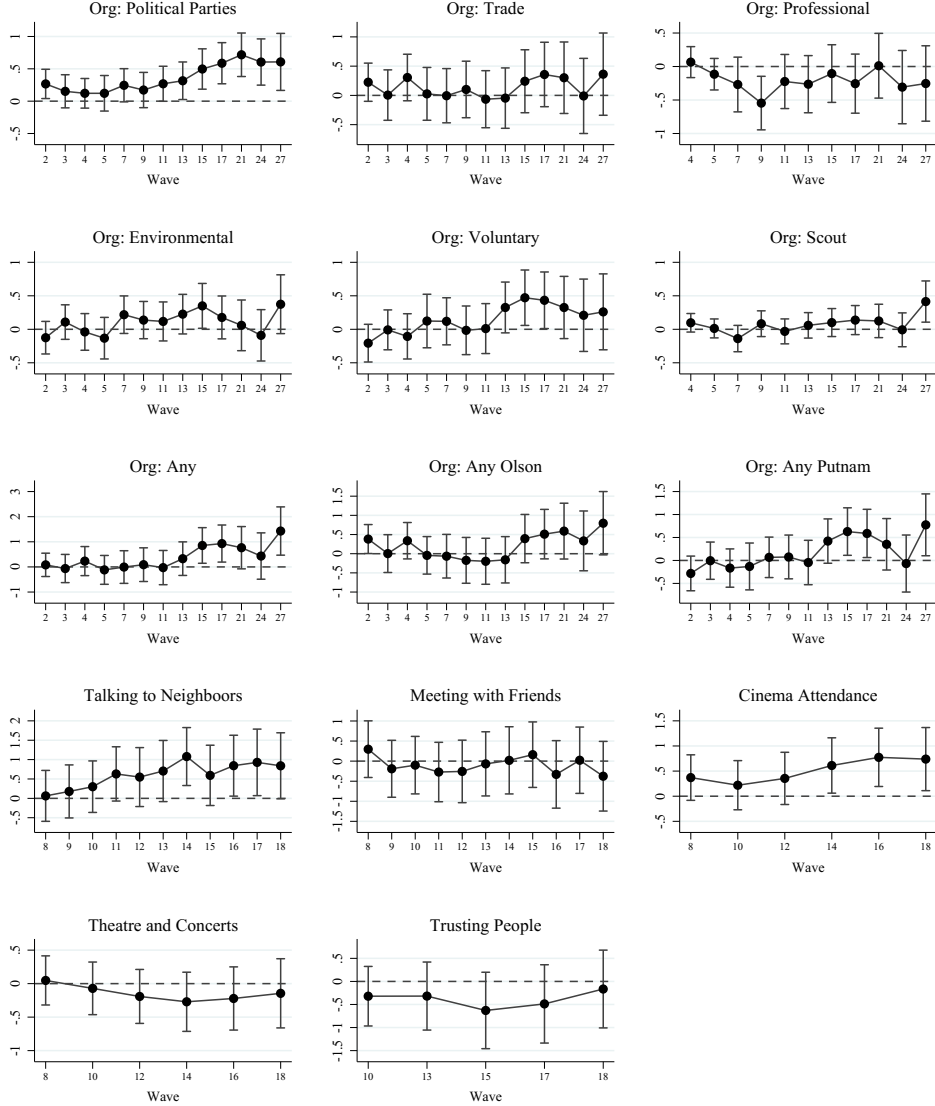 Org: Political Parties
1
.5
0
-.5
2 3 4 5 7 9 11 13 15 17 21 24 27
Wave
Org: Trade
1
.5
0
-.5
2 3 4 5 7 9 11 13 15 17 21 24 27
Wave
Org: Professional
.5
0
-.5
-1
4 5 7 9 11 13 15 17 21 24 27
Wave
Org: Environmental
1
.5
0
-.5
2 3 4 5 7 9 11 13 15 17 21 24 27
Wave
Org: Voluntary
1
.5
0
-.5
2 3 4 5 7 9 11 13 15 17 21 24 27
Wave
Org: Scout
1
.5
0
-.5
4 5 7 9 11 13 15 17 21 24 27
Wave
Org: Any
3
2
1
0
-1
2 3 4 5 7 9 11 13 15 17 21 24 27
Wave
Org: Any Olson
1.5
1
.5
0
-.5
-1
2 3 4 5 7 9 11 13 15 17 21 24 27
Wave
Org: Any Putnam
1.5
1
.5
0
-.5
2 3 4 5 7 9 11 13 15 17 21 24 27
Wave
Talking to Neighboors
2
1.5
1
.5
0
-.5
8 9 10 11 12 13 14 15 16 17 18
Wave
Meeting with Friends
1
.5
0
-.5
-1
-1.5
8 9 10 11 12 13 14 15 16 17 18
Wave
Cinema Attendance
1.5
1
.5
0
-.5
8 10 12 14 16 18
Wave
Theatre and Concerts
.5
0
-.5
-1
8 10 12 14 16 18
Wave
Trusting People
.5
0
-.5
-1
-1.5
10 13 15 17 18
Wave